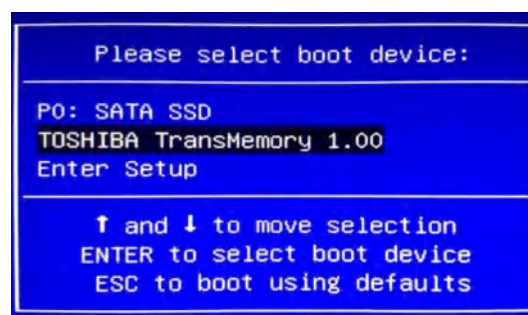 Please select boot device:
PO: SATA SSD
TOSHIBA TransMemory 1.00
Enter Setup
↑ and ↓ to move selection
ENTER to select boot device
ESC to boot using defaults